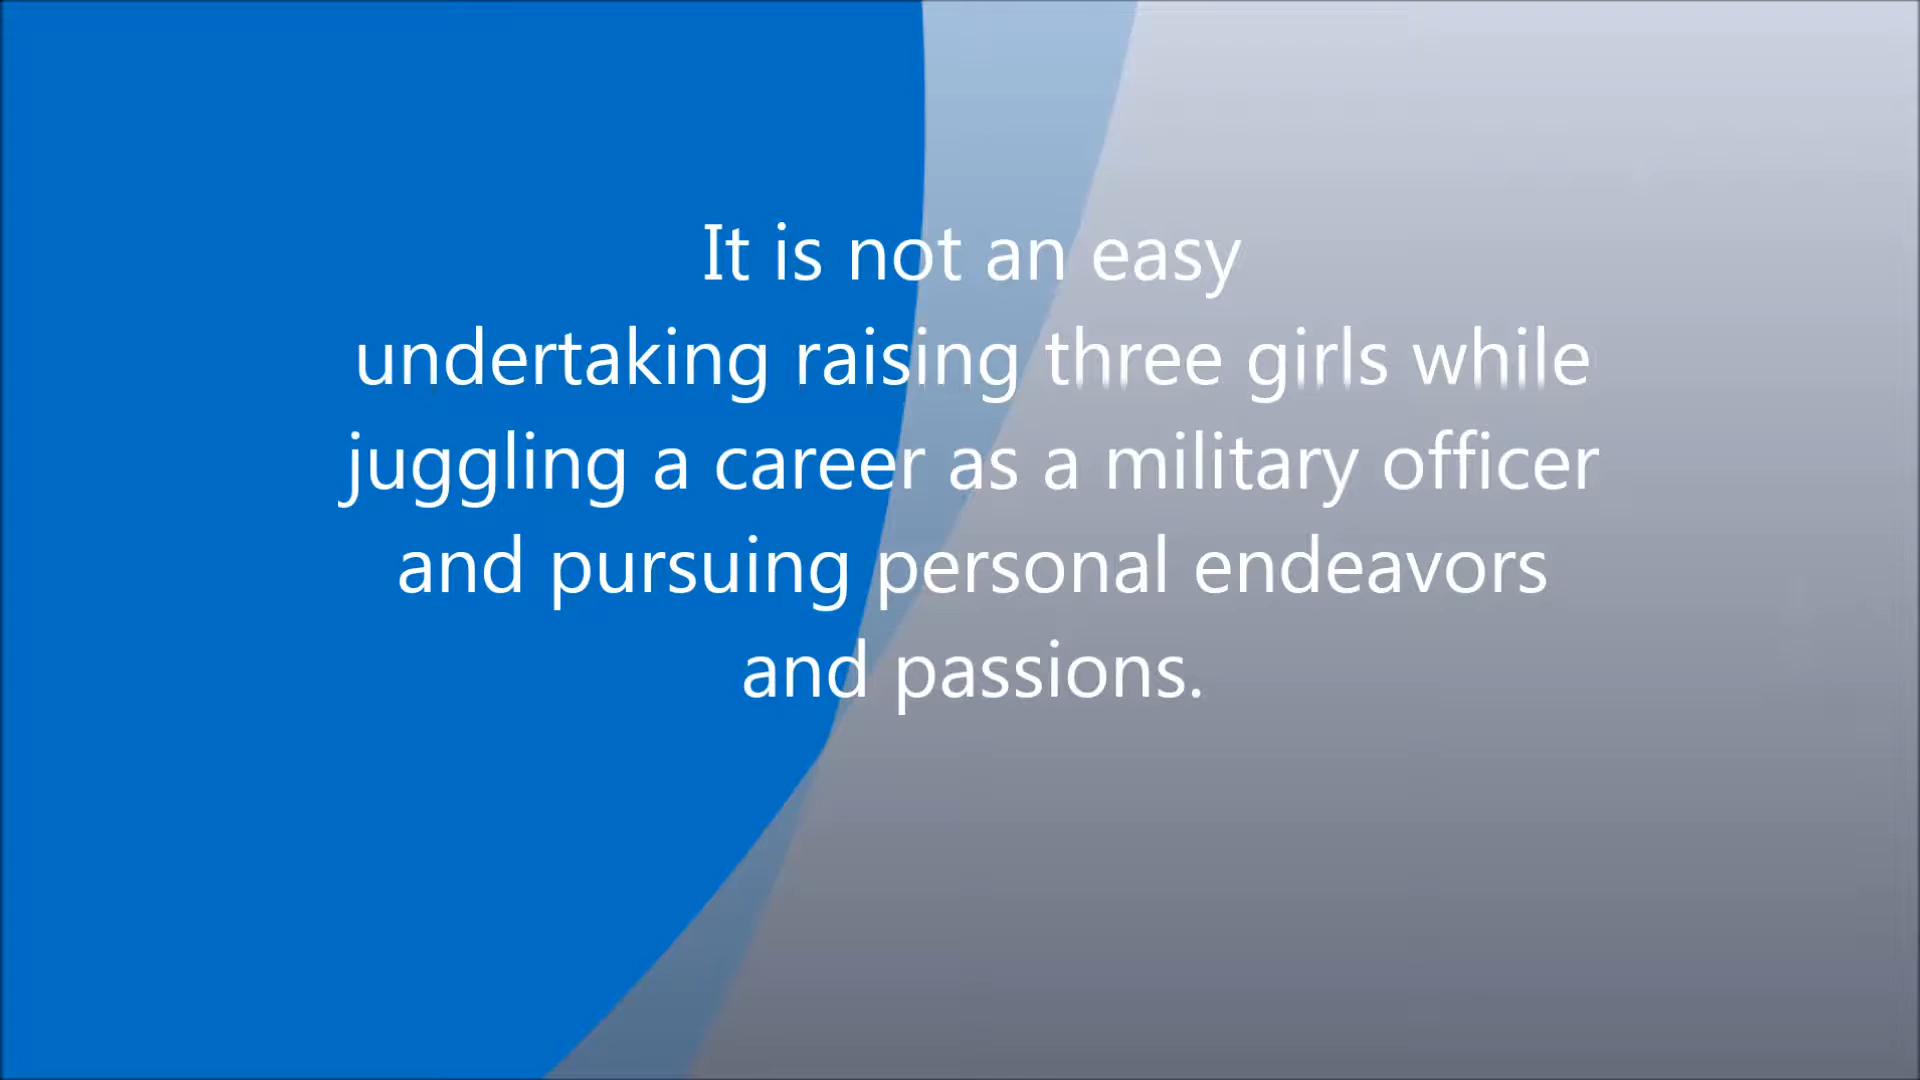 It is not an easy
undertaking raising three girls while
juggling a career as a military officer
and pursuing personal endeavors
and passions.